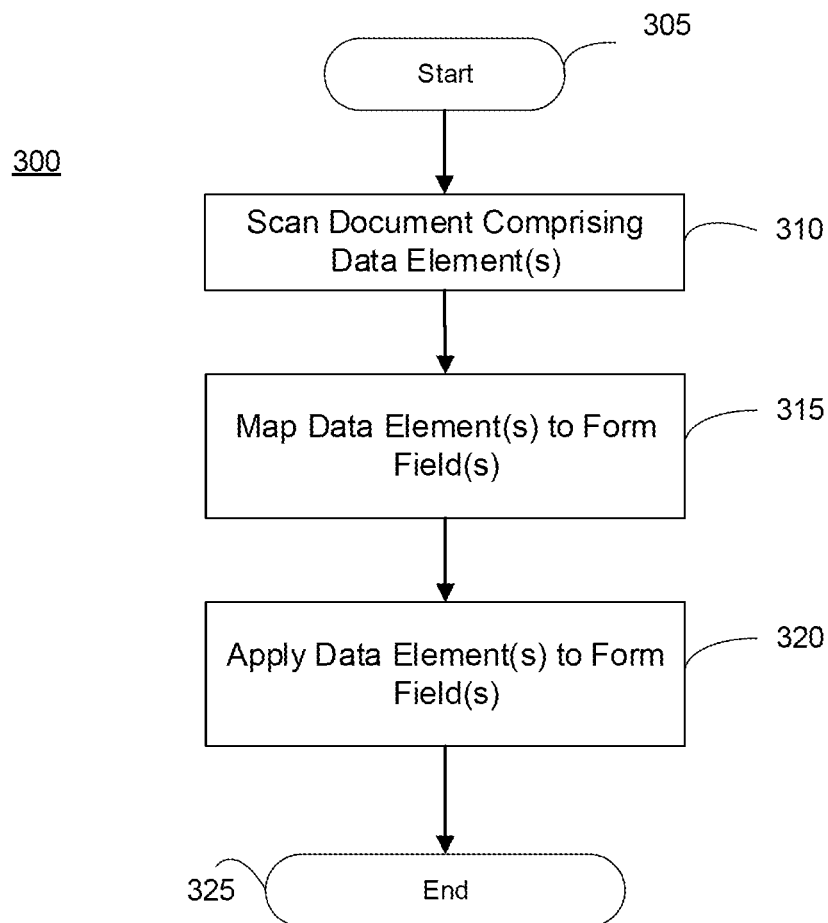 305
Start
300
Scan Document Comprising
Data Element(s)
310
Map Data Element(s) to Form
Field(s)
315
Apply Data Element(s) to Form
Field(s)
320
325
End